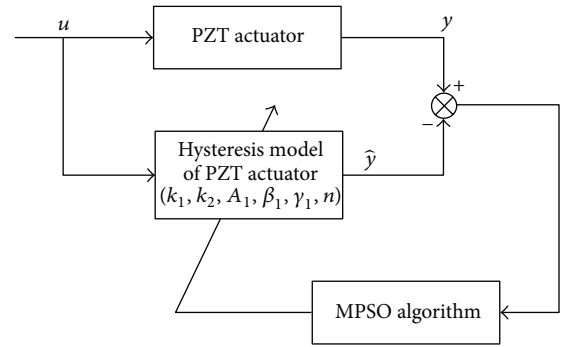 u
PZT actuator
y
+
−
Hysteresis model
of PZT actuator
(k₁, k₂, A₁, β₁, γ₁, n)
ŷ
MPSO algorithm